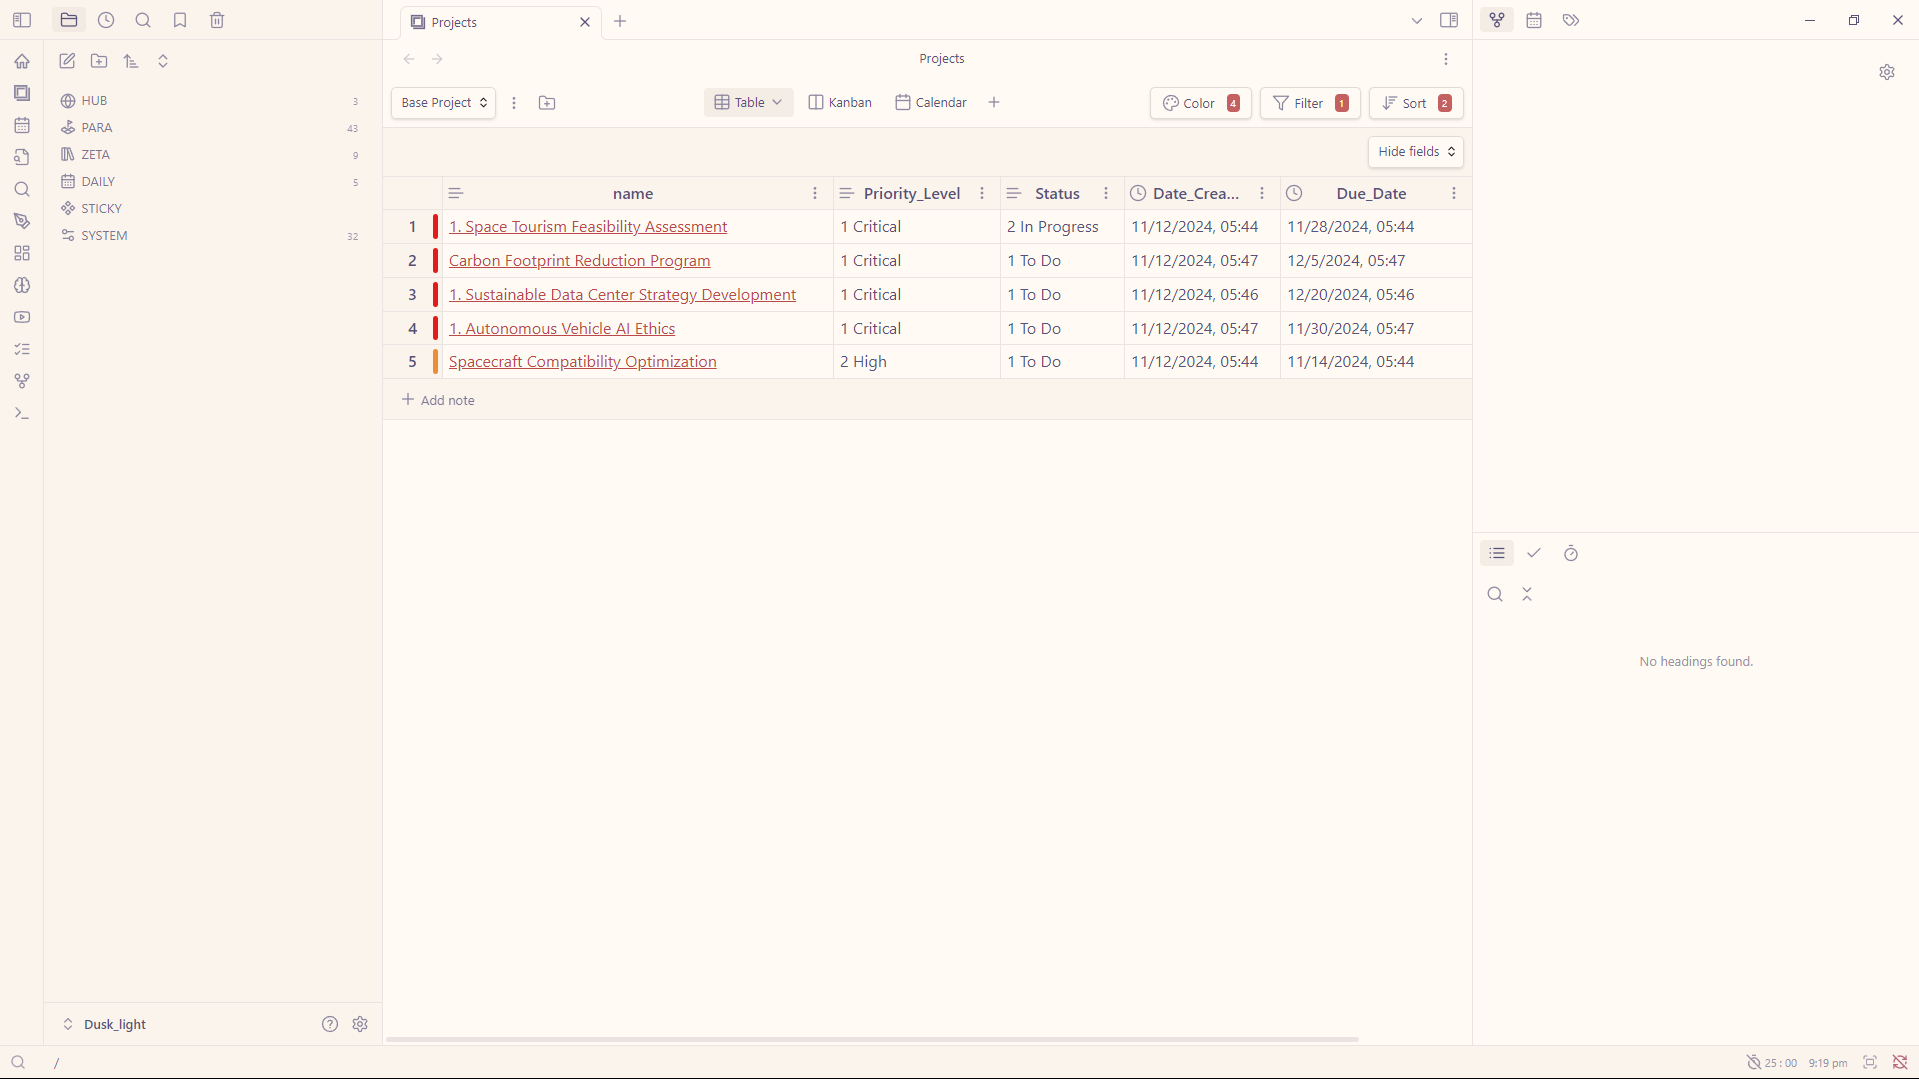 Projects
Projects
Base Project
Table
Kanban
Calendar
Color 4
Filter 1
Sort 2
Hide fields
HUB 3
PARA 43
ZETA 9
DAILY 5
STICKY
SYSTEM 32
name Priority_Level Status Date_Crea... Due_Date
1 1. Space Tourism Feasibility Assessment 1 Critical 2 In Progress 11/12/2024, 05:44 11/28/2024, 05:44
2 Carbon Footprint Reduction Program 1 Critical 1 To Do 11/12/2024, 05:47 12/5/2024, 05:47
3 1. Sustainable Data Center Strategy Development 1 Critical 1 To Do 11/12/2024, 05:46 12/20/2024, 05:46
4 1. Autonomous Vehicle AI Ethics 1 Critical 1 To Do 11/12/2024, 05:47 11/30/2024, 05:47
5 Spacecraft Compatibility Optimization 2 High 1 To Do 11/12/2024, 05:44 11/14/2024, 05:44
Add note
No headings found.
Dusk_light
/
25:00 9:19 pm